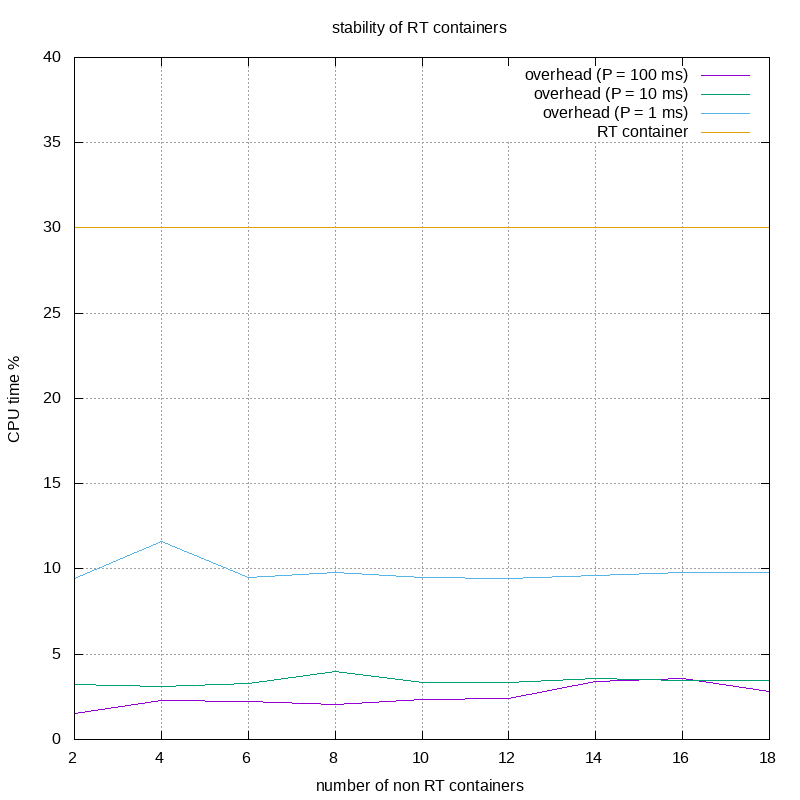 stability of RT containers
40
35
30
25
20
15
10
5
0
CPU time %
overhead (P = 100 ms)
overhead (P = 10 ms)
overhead (P = 1 ms)
RT container
2 4 6 8 10 12 14 16 18
number of non RT containers